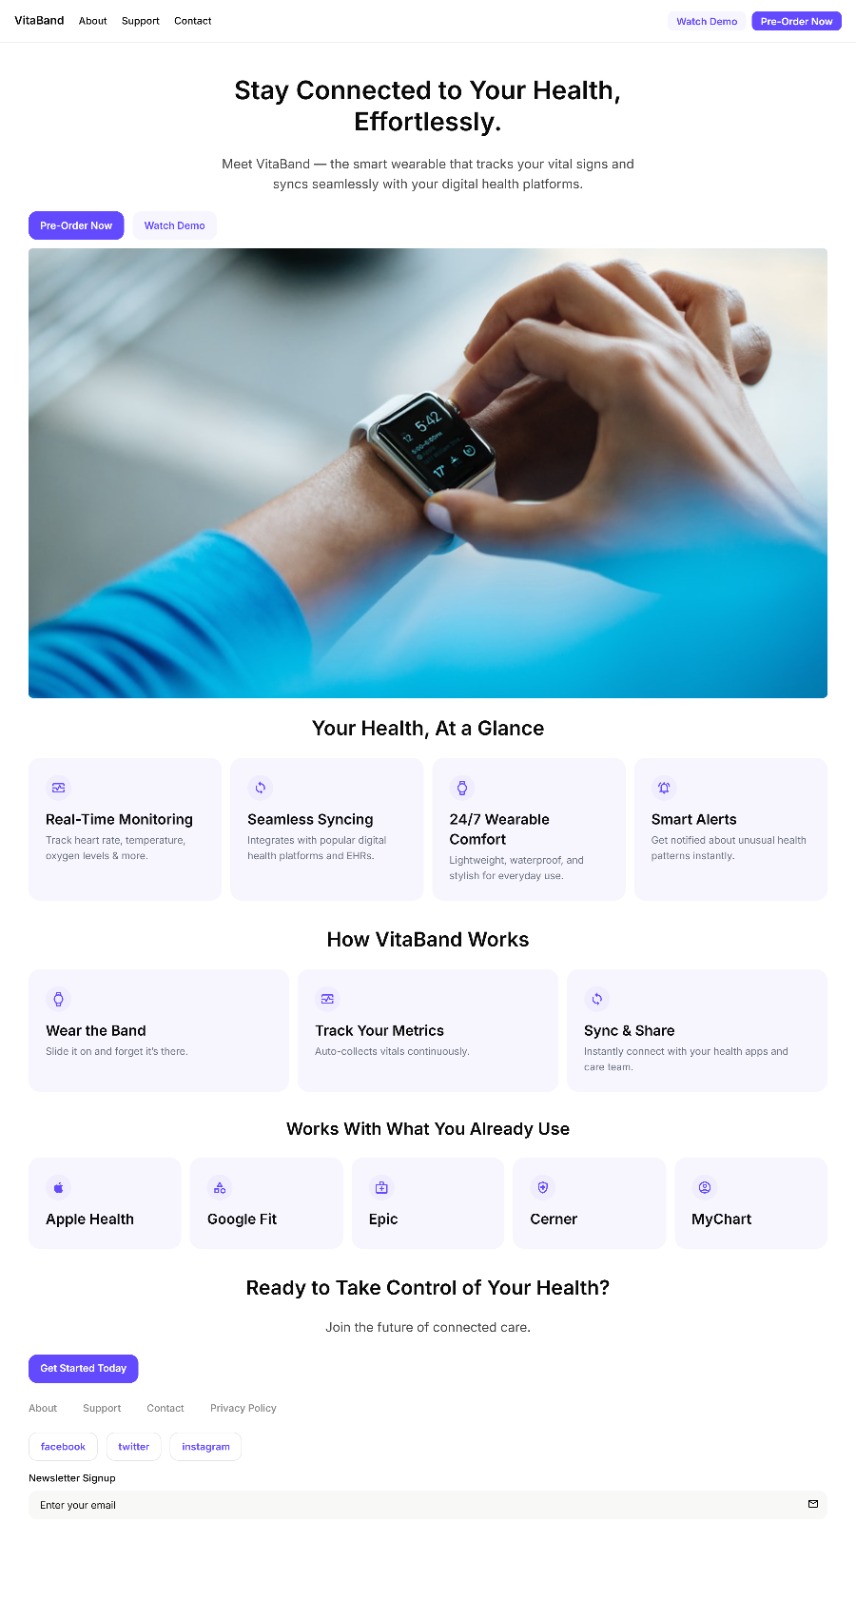 VitaBand About Support Contact Watch Demo Pre-Order Now
Stay Connected to Your Health,
Effortlessly.
Meet VitaBand — the smart wearable that tracks your vital signs and
syncs seamlessly with your digital health platforms.
Pre-Order Now Watch Demo
5:42
12
17°
Your Health, At a Glance
Real-Time Monitoring
Track heart rate, temperature,
oxygen levels & more.
Seamless Syncing
Integrates with popular digital
health platforms and EHRs.
24/7 Wearable
Comfort
Lightweight, waterproof, and
stylish for everyday use.
Smart Alerts
Get notified about unusual health
patterns instantly.
How VitaBand Works
Wear the Band
Slide it on and forget it's there.
Track Your Metrics
Auto-collects vitals continuously.
Sync & Share
Instantly connect with your health apps and
care team.
Works With What You Already Use
Apple Health
Google Fit
Epic
Cerner
MyChart
Ready to Take Control of Your Health?
Join the future of connected care.
Get Started Today
About Support Contact Privacy Policy
facebook twitter instagram
Newsletter Signup
Enter your email